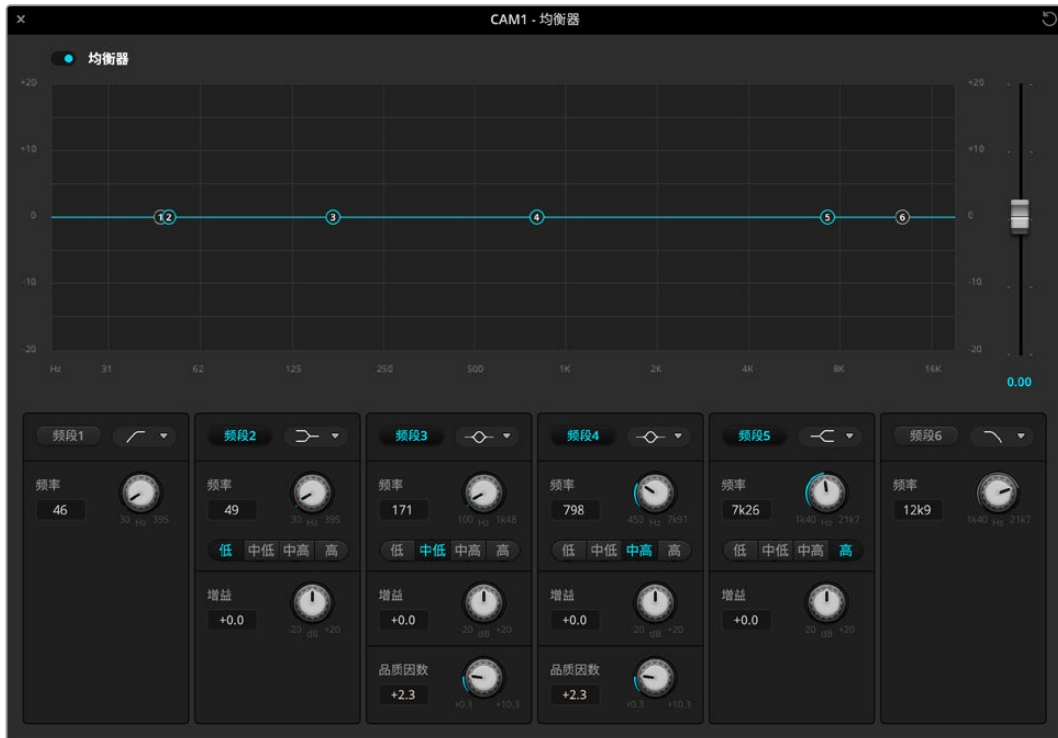 × CAM1 - 均衡器
均衡器
+20 +20
+10 +10
0 1 2 3 4 5 6 0
-10 -10
-20 -20
Hz 31 62 125 250 500 1K 2K 4K 8K 16K
0.00
频段1 频段2 频段3 频段4 频段5 频段6
频率 频率 频率 频率 频率 频率
46 49 171 798 7k26 12k9
30 Hz 395 30 Hz 395 100 Hz 1k48 450 Hz 7k91 1k40 Hz 21k7 1k40 Hz 21k7
低 中低 中高 高 低 中低 中高 高 低 中低 中高 高 低 中低 中高 高
增益 增益 增益 增益
+0.0 +0.0 +0.0 +0.0
-20 dB +20 -20 dB +20 -20 dB +20 -20 dB +20
品质因数 品质因数
+2.3 +2.3
+0.3 +10.3 +0.3 +10.3